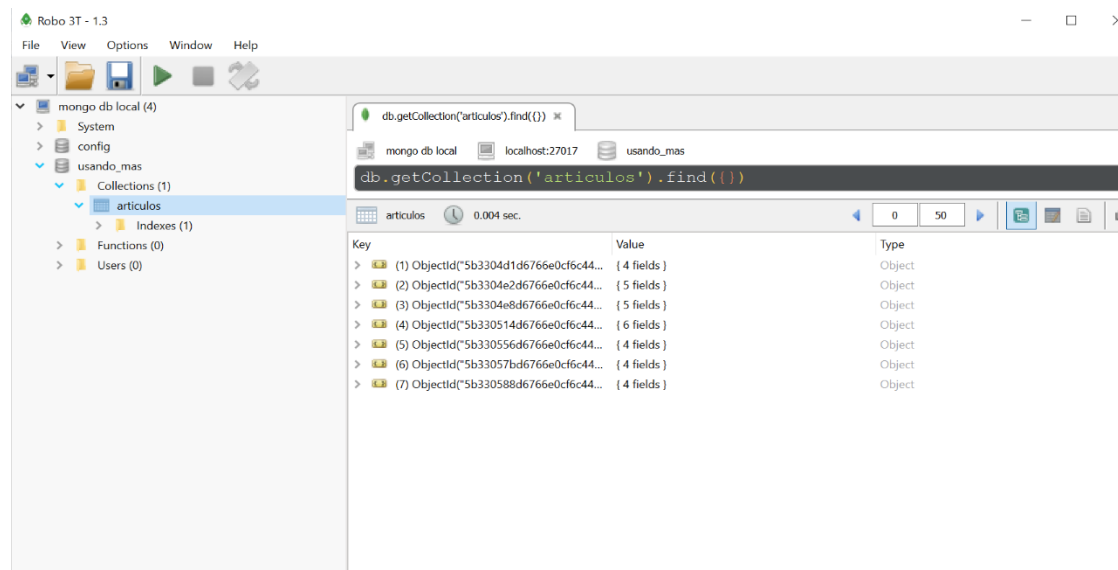 Robo 3T - 1.3
File View Options Window Help
mongo db local (4)
System
config
usando_mas
Collections (1)
articulos
Indexes (1)
Functions (0)
Users (0)
db.getCollection('articulos').find({})
mongo db local localhost:27017 usando_mas
db.getCollection('articulos').find({})
articulos 0.004 sec. 0 50
Key Value Type
(1) ObjectId("5b3304d1d6766e0cf6c44... { 4 fields } Object
(2) ObjectId("5b3304e2d6766e0cf6c44... { 5 fields } Object
(3) ObjectId("5b3304e8d6766e0cf6c44... { 5 fields } Object
(4) ObjectId("5b330514d6766e0cf6c44... { 6 fields } Object
(5) ObjectId("5b330556d6766e0cf6c44... { 4 fields } Object
(6) ObjectId("5b33057bd6766e0cf6c44... { 4 fields } Object
(7) ObjectId("5b330588d6766e0cf6c44... { 4 fields } Object